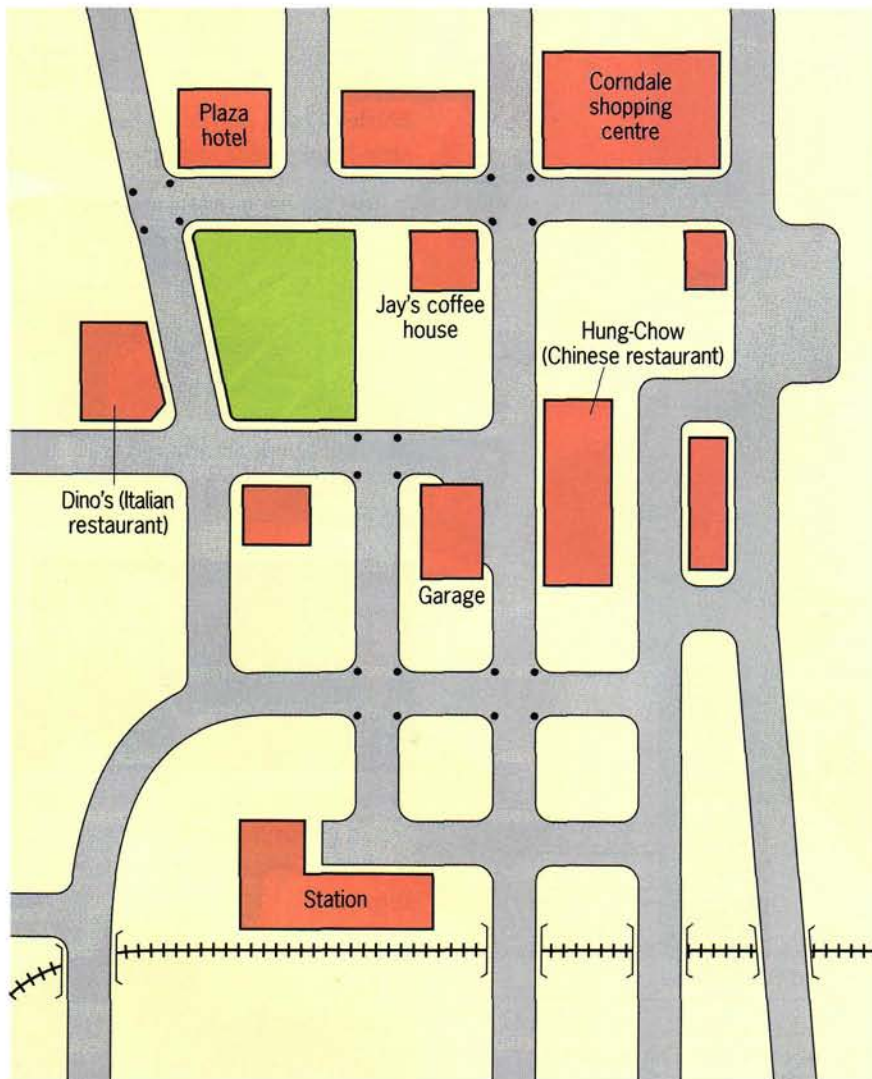 Plaza
hotel
Corndale
shopping
centre
Jay's coffee
house
Hung-Chow
(Chinese restaurant)
Dino's (Italian
restaurant)
Garage
Station